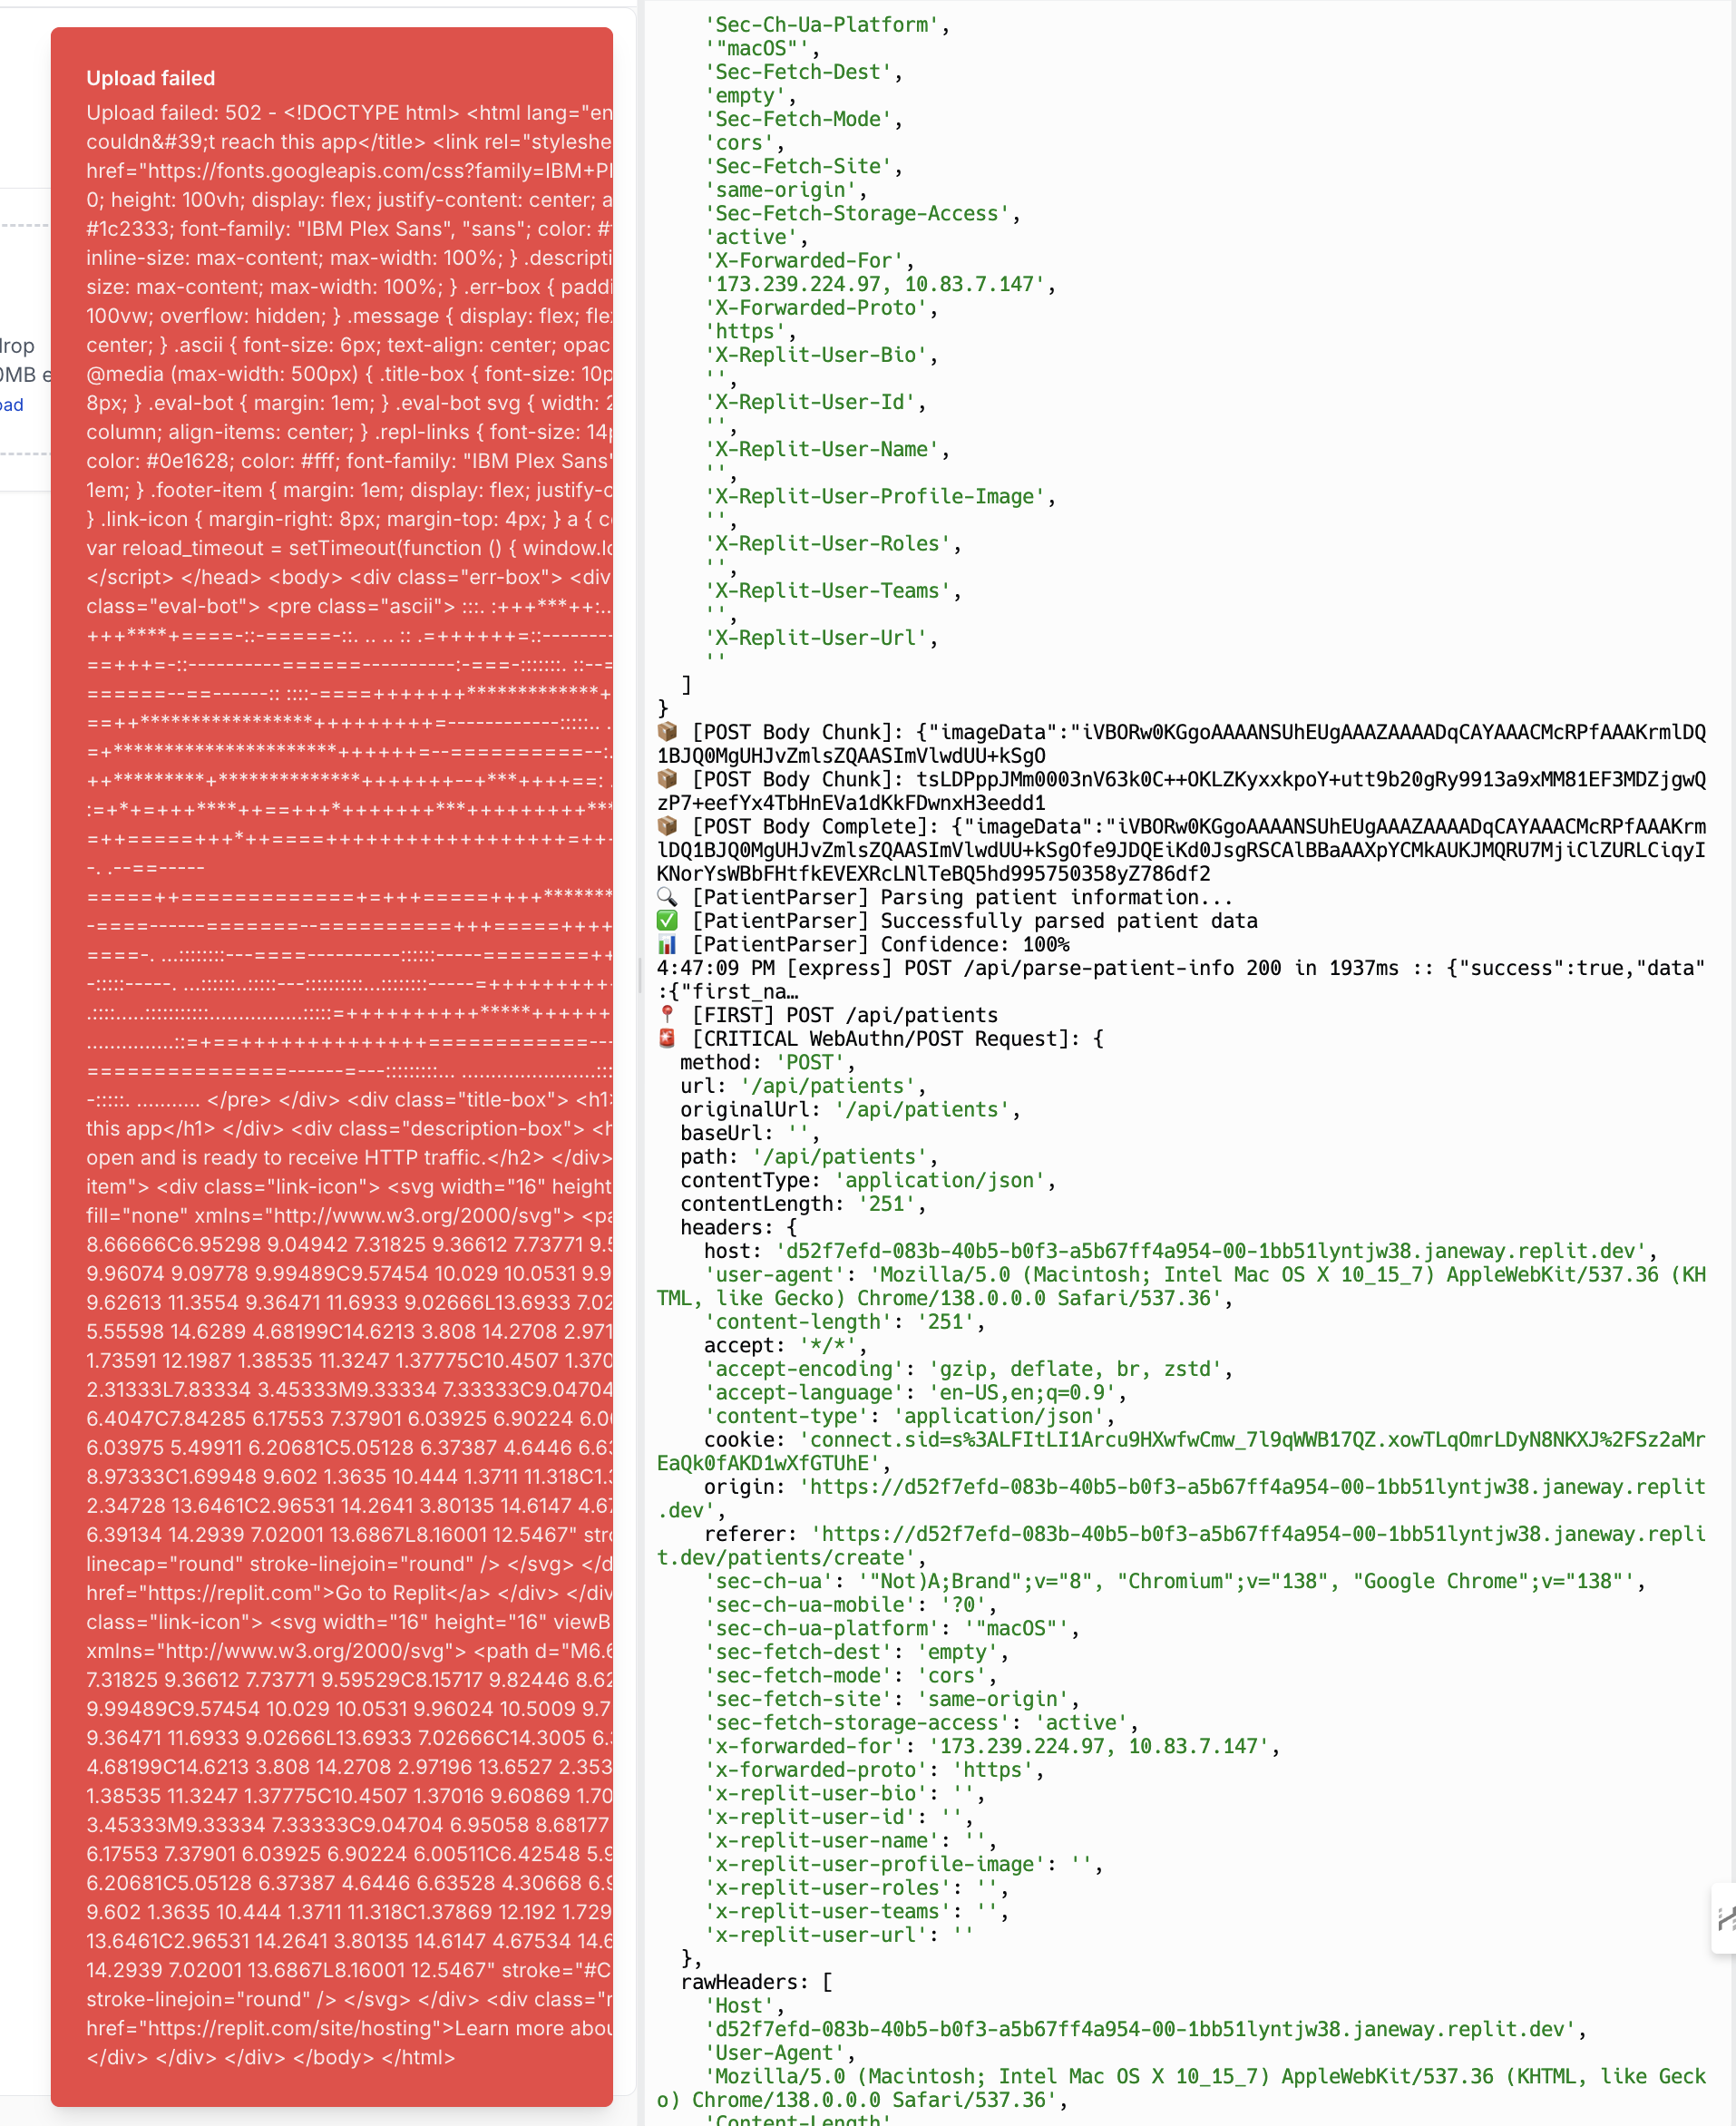 Upload failed
Upload failed: 502 - <!DOCTYPE html> <html lang="en
couldn&#39;t reach this app</title> <link rel="styleshe
href="https://fonts.googleapis.com/css?family=IBM+Pl
0; height: 100vh; display: flex; justify-content: center; a
#1c2333; font-family: "IBM Plex Sans", "sans"; color: #
inline-size: max-content; max-width: 100%; } .descripti
size: max-content; max-width: 100%; } .err-box { paddi
100vw; overflow: hidden; } .message { display: flex; fle
center; } .ascii { font-size: 6px; text-align: center; opac
@media (max-width: 500px) { .title-box { font-size: 10p
8px; } .eval-bot { margin: 1em; } .eval-bot svg { width: 2
column; align-items: center; } .repl-links { font-size: 14p
color: #0e1628; color: #fff; font-family: "IBM Plex Sans"
1em; } .footer-item { margin: 1em; display: flex; justify-c
} .link-icon { margin-right: 8px; margin-top: 4px; } a { c
var reload_timeout = setTimeout(function () { window.lo
</script> </head> <body> <div class="err-box"> <div
class="eval-bot"> <pre class="ascii"> :::. :+++***++:..
-:::::. ........... </pre> </div> <div class="title-box"> <h1
this app</h1> </div> <div class="description-box"> <h
open and is ready to receive HTTP traffic.</h2> </div>
item"> <div class="link-icon"> <svg width="16" height
fill="none" xmlns="http://www.w3.org/2000/svg"> <pa
8.66666C6.95298 9.04942 7.31825 9.36612 7.73771 9.5
9.96074 9.09778 9.99489C9.57454 10.029 10.0531 9.9
9.62613 11.3554 9.36471 11.6933 9.02666L13.6933 7.02
5.55598 14.6289 4.68199C14.6213 3.808 14.2708 2.971
1.73591 12.1987 1.38535 11.3247 1.37775C10.4507 1.370
2.31333L7.83334 3.45333M9.33334 7.33333C9.04704
6.4047C7.84285 6.17553 7.37901 6.03925 6.90224 6.00
6.03975 5.49911 6.20681C5.05128 6.37387 4.6446 6.63
8.97333C1.69948 9.602 1.3635 10.444 1.3711 11.318C1.3
2.34728 13.6461C2.96531 14.2641 3.80135 14.6147 4.67
6.39134 14.2939 7.02001 13.6867L8.16001 12.5467" stro
linecap="round" stroke-linejoin="round" /> </svg> </d
href="https://replit.com">Go to Replit</a> </div> </div
class="link-icon"> <svg width="16" height="16" viewB
xmlns="http://www.w3.org/2000/svg"> <path d="M6.6
7.31825 9.36612 7.73771 9.59529C8.15717 9.82446 8.62
9.99489C9.57454 10.029 10.0531 9.96024 10.5009 9.7
9.36471 11.6933 9.02666L13.6933 7.02666C14.3005 6.3
4.68199C14.6213 3.808 14.2708 2.97196 13.6527 2.353
1.38535 11.3247 1.37775C10.4507 1.37016 9.60869 1.70
3.45333M9.33334 7.33333C9.04704 6.95058 8.68177
6.17553 7.37901 6.03925 6.90224 6.00511C6.42548 5.9
6.20681C5.05128 6.37387 4.6446 6.63528 4.30668 6.9
9.602 1.3635 10.444 1.3711 11.318C1.37869 12.192 1.729
13.6461C2.96531 14.2641 3.80135 14.6147 4.67534 14.6
14.2939 7.02001 13.6867L8.16001 12.5467" stroke="#C
stroke-linejoin="round" /> </svg> </div> <div class="r
href="https://replit.com/site/hosting">Learn more abou
</div> </div> </div> </body> </html>
drop
0MB e
oad
'Sec-Ch-Ua-Platform',
'"macOS"',
'Sec-Fetch-Dest',
'empty',
'Sec-Fetch-Mode',
'cors',
'Sec-Fetch-Site',
'same-origin',
'Sec-Fetch-Storage-Access',
'active',
'X-Forwarded-For',
'173.239.224.97, 10.83.7.147',
'X-Forwarded-Proto',
'https',
'X-Replit-User-Bio',
'',
'X-Replit-User-Id',
'',
'X-Replit-User-Name',
'',
'X-Replit-User-Profile-Image',
'',
'X-Replit-User-Roles',
'',
'X-Replit-User-Teams',
'',
'X-Replit-User-Url',
''
]
}
📦 [POST Body Chunk]: {"imageData":"iVBORw0KGgoAAAANSUhEUgAAAZAAAADqCAYAAACMcRPfAAAKrmlDQ
1BJQ0MgUHJvZmlsZQAASImVlwdUU+kSgO
📦 [POST Body Chunk]: tsLDPppJMm0003nV63k0C++OKLZKyxxkpoY+utt9b20gRy9913a9xMM81EF3MDZjgwQ
zP7+eefYx4TbHnEVa1dKkFDwnxH3eedd1
📦 [POST Body Complete]: {"imageData":"iVBORw0KGgoAAAANSUhEUgAAAZAAAADqCAYAAACMcRPfAAAKrm
lDQ1BJQ0MgUHJvZmlsZQAASImVlwdUU+kSgOfe9JDQEiKd0JsgRSCAlBBaAAXpYCMkAUKJMQRU7MjiClZURLCiqyI
KNorYsWBbFHtfkEVEXRcLNlTeBQ5hd995750358yZ786df2
🔍 [PatientParser] Parsing patient information...
✅ [PatientParser] Successfully parsed patient data
📊 [PatientParser] Confidence: 100%
4:47:09 PM [express] POST /api/parse-patient-info 200 in 1937ms :: {"success":true,"data"
:{"first_na…
📍 [FIRST] POST /api/patients
🚨 [CRITICAL WebAuthn/POST Request]: {
method: 'POST',
url: '/api/patients',
originalUrl: '/api/patients',
baseUrl: '',
path: '/api/patients',
contentType: 'application/json',
contentLength: '251',
headers: {
host: 'd52f7efd-083b-40b5-b0f3-a5b67ff4a954-00-1bb51lyntjw38.janeway.replit.dev',
'user-agent': 'Mozilla/5.0 (Macintosh; Intel Mac OS X 10_15_7) AppleWebKit/537.36 (KH
TML, like Gecko) Chrome/138.0.0.0 Safari/537.36',
'content-length': '251',
accept: '*/*',
'accept-encoding': 'gzip, deflate, br, zstd',
'accept-language': 'en-US,en;q=0.9',
'content-type': 'application/json',
cookie: 'connect.sid=s%3ALFItLI1Arcu9HXwfwCmw_7l9qWWB17QZ.xowTLqOmrLDyN8NKXJ%2FSz2aMr
EaQk0fAKD1wXfGTUhE',
origin: 'https://d52f7efd-083b-40b5-b0f3-a5b67ff4a954-00-1bb51lyntjw38.janeway.replit
.dev',
referer: 'https://d52f7efd-083b-40b5-b0f3-a5b67ff4a954-00-1bb51lyntjw38.janeway.repli
t.dev/patients/create',
'sec-ch-ua': '"Not)A;Brand";v="8", "Chromium";v="138", "Google Chrome";v="138"',
'sec-ch-ua-mobile': '?0',
'sec-ch-ua-platform': '"macOS"',
'sec-fetch-dest': 'empty',
'sec-fetch-mode': 'cors',
'sec-fetch-site': 'same-origin',
'sec-fetch-storage-access': 'active',
'x-forwarded-for': '173.239.224.97, 10.83.7.147',
'x-forwarded-proto': 'https',
'x-replit-user-bio': '',
'x-replit-user-id': '',
'x-replit-user-name': '',
'x-replit-user-profile-image': '',
'x-replit-user-roles': '',
'x-replit-user-teams': '',
'x-replit-user-url': ''
},
rawHeaders: [
'Host',
'd52f7efd-083b-40b5-b0f3-a5b67ff4a954-00-1bb51lyntjw38.janeway.replit.dev',
'User-Agent',
'Mozilla/5.0 (Macintosh; Intel Mac OS X 10_15_7) AppleWebKit/537.36 (KHTML, like Geck
o) Chrome/138.0.0.0 Safari/537.36',
'Content-Length'